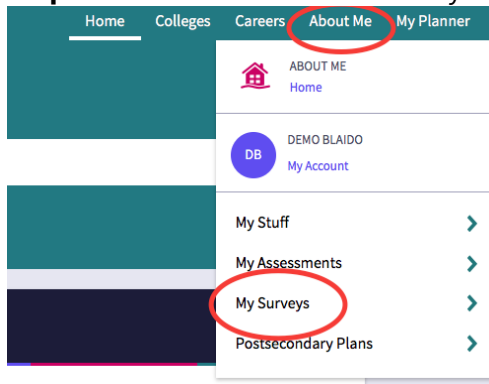 Home Colleges Careers About Me My Planner
ABOUT ME
Home
DB
DEMO BLAIDO
My Account
My Stuff
My Assessments
My Surveys
Postsecondary Plans